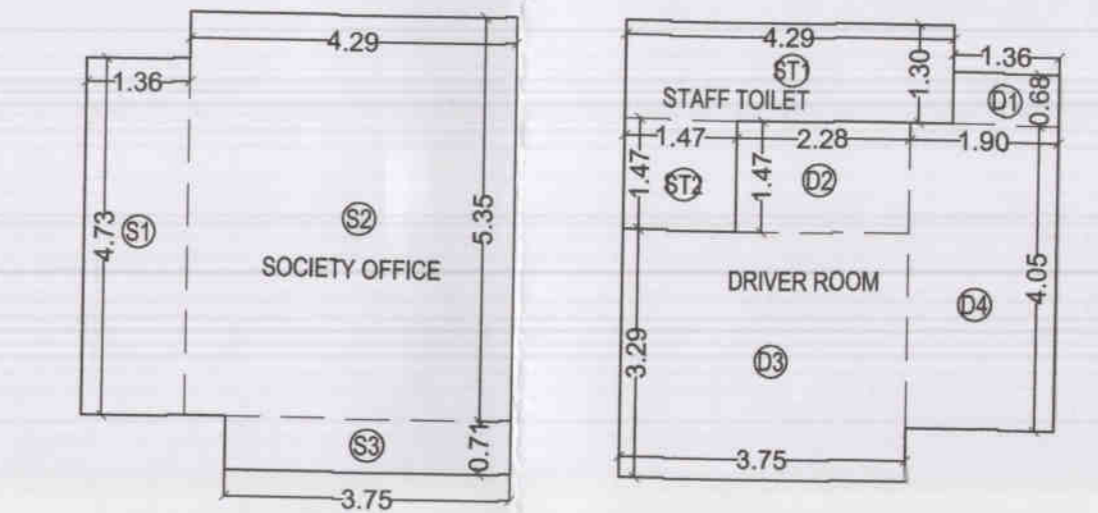 4.29
1.36
S1
4.73
S2
5.35
SOCIETY OFFICE
S3
0.71
3.75
4.29
ST1
1.30
1.36
STAFF TOILET
D1
0.68
1.47
2.28
1.90
1.47
ST2
1.47
D2
DRIVER ROOM
4.05
D4
3.29
D3
3.75